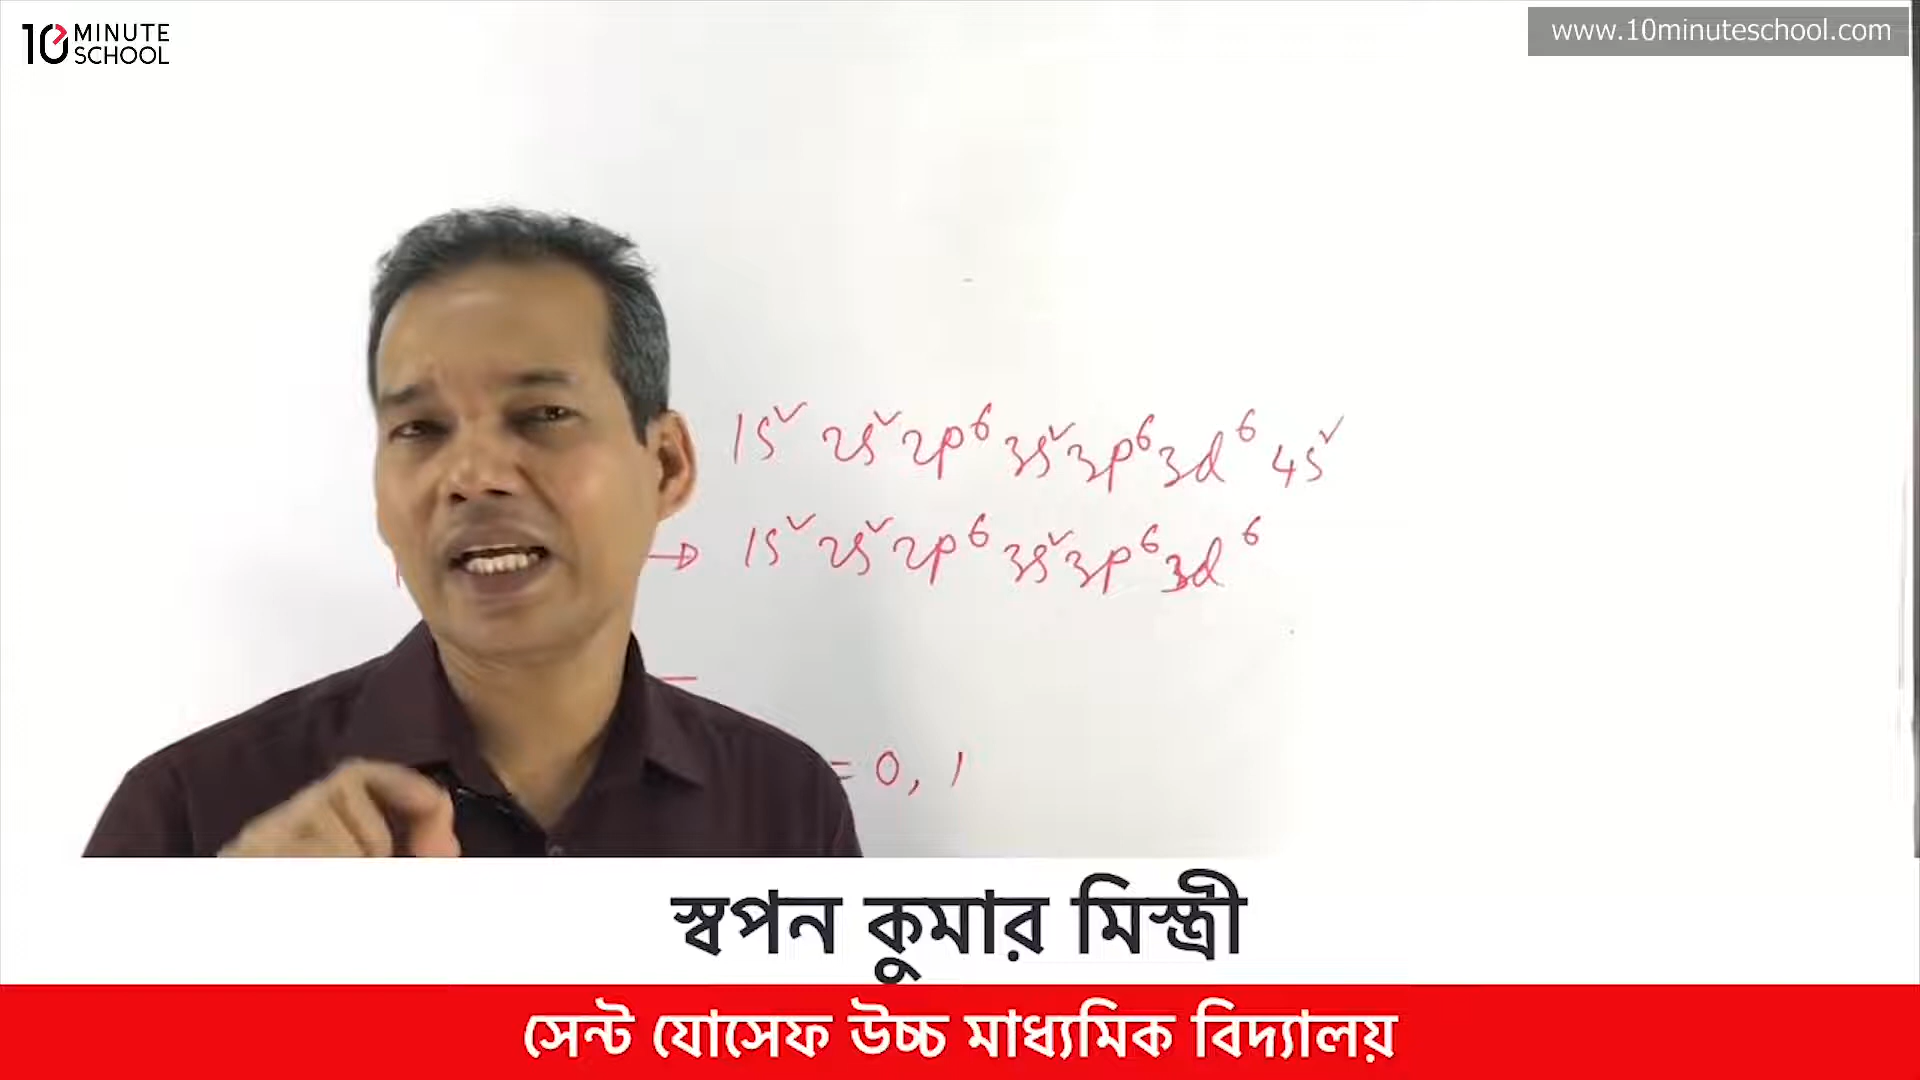 10 MINUTE
SCHOOL
www.10minuteschool.com
1s² 2s² 2p⁶ 3s² 3p⁶ 3d⁶ 4s²
→ 1s² 2s² 2p⁶ 3s² 3p⁶ 3d⁶
= 0, 1
স্বপন কুমার মিস্ত্রী
সেন্ট যোসেফ উচ্চ মাধ্যমিক বিদ্যালয়